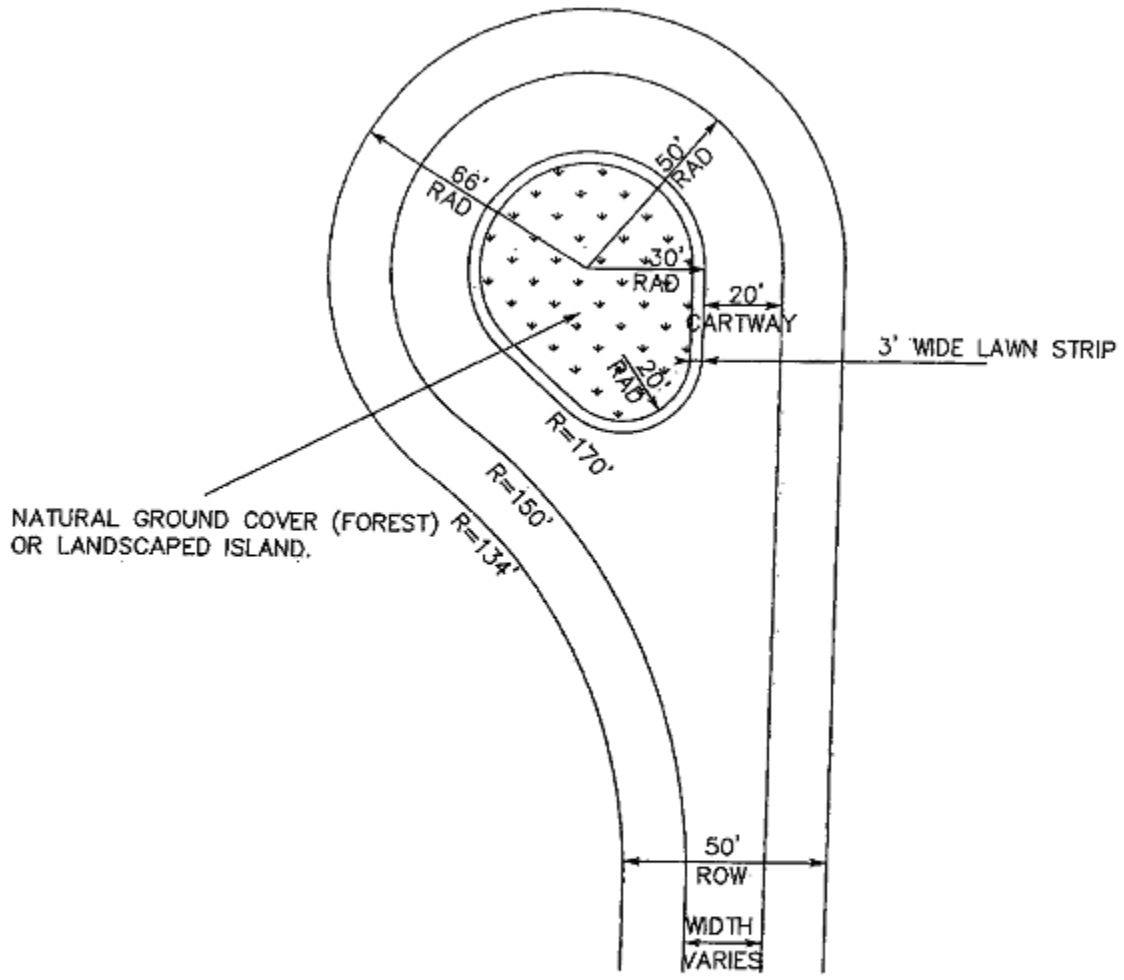 66'
RAD
50'
RAD
30'
RAD
20'
CARTWAY
3' WIDE LAWN STRIP
20'
RAD
R=170'
R=150'
R=134'
NATURAL GROUND COVER (FOREST)
OR LANDSCAPED ISLAND.
50'
ROW
WIDTH
VARIES